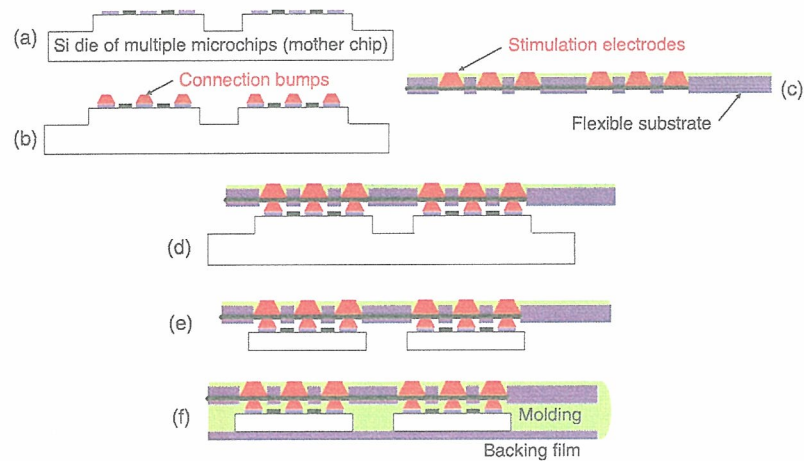 (a)
Si die of multiple microchips (mother chip)
Connection bumps
(b)
Stimulation electrodes
(c)
Flexible substrate
(d)
(e)
(f)
Molding
Backing film